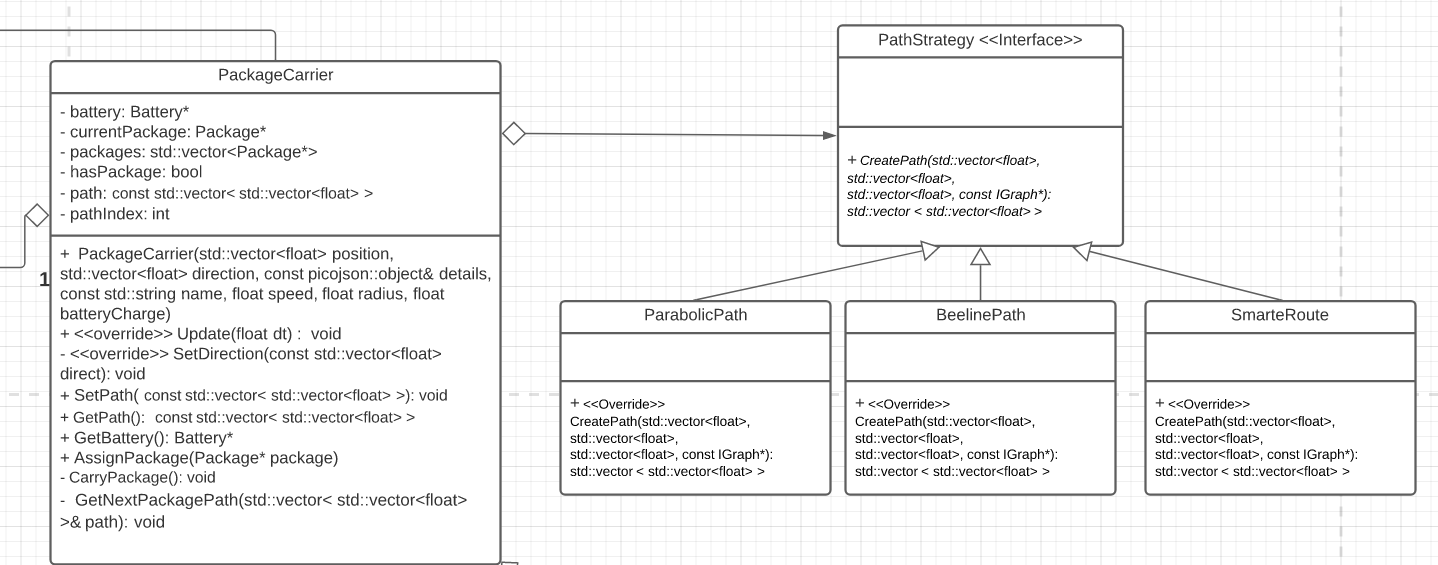 PackageCarrier
- battery: Battery*
- currentPackage: Package*
- packages: std::vector<Package*>
- hasPackage: bool
- path: const std::vector< std::vector<float> >
- pathIndex: int
1
+  PackageCarrier(std::vector<float> position,
std::vector<float> direction, const picojson::object& details,
const std::string name, float speed, float radius, float
batteryCharge)
+ <<override>> Update(float dt) :  void
- <<override>> SetDirection(const std::vector<float>
direct): void
+ SetPath( const std::vector< std::vector<float> >): void
+ GetPath():  const std::vector< std::vector<float> >
+ GetBattery(): Battery*
+ AssignPackage(Package* package)
- CarryPackage(): void
-  GetNextPackagePath(std::vector< std::vector<float>
>& path): void
PathStrategy <<Interface>>
+ CreatePath(std::vector<float>,
std::vector<float>,
std::vector<float>, const IGraph*):
std::vector < std::vector<float> >
ParabolicPath
+ <<Override>>
CreatePath(std::vector<float>,
std::vector<float>,
std::vector<float>, const IGraph*):
std::vector < std::vector<float> >
BeelinePath
+ <<Override>>
CreatePath(std::vector<float>,
std::vector<float>,
std::vector<float>, const IGraph*):
std::vector < std::vector<float> >
SmarteRoute
+ <<Override>>
CreatePath(std::vector<float>,
std::vector<float>,
std::vector<float>, const IGraph*):
std::vector < std::vector<float> >